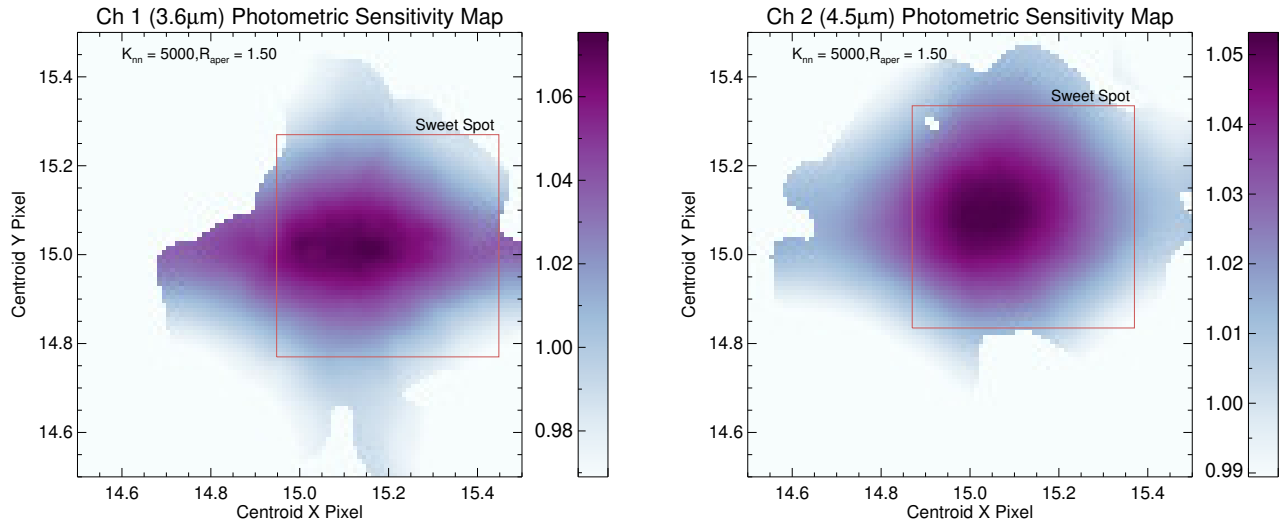 Ch 1 (3.6μm) Photometric Sensitivity Map
K_nn = 5000,R_aper = 1.50
Sweet Spot
Centroid Y Pixel
15.4
15.2
15.0
14.8
14.6
14.6 14.8 15.0 15.2 15.4
Centroid X Pixel
1.06
1.04
1.02
1.00
0.98
Ch 2 (4.5μm) Photometric Sensitivity Map
K_nn = 5000,R_aper = 1.50
Sweet Spot
Centroid Y Pixel
15.4
15.2
15.0
14.8
14.6
14.6 14.8 15.0 15.2 15.4
Centroid X Pixel
1.05
1.04
1.03
1.02
1.01
1.00
0.99